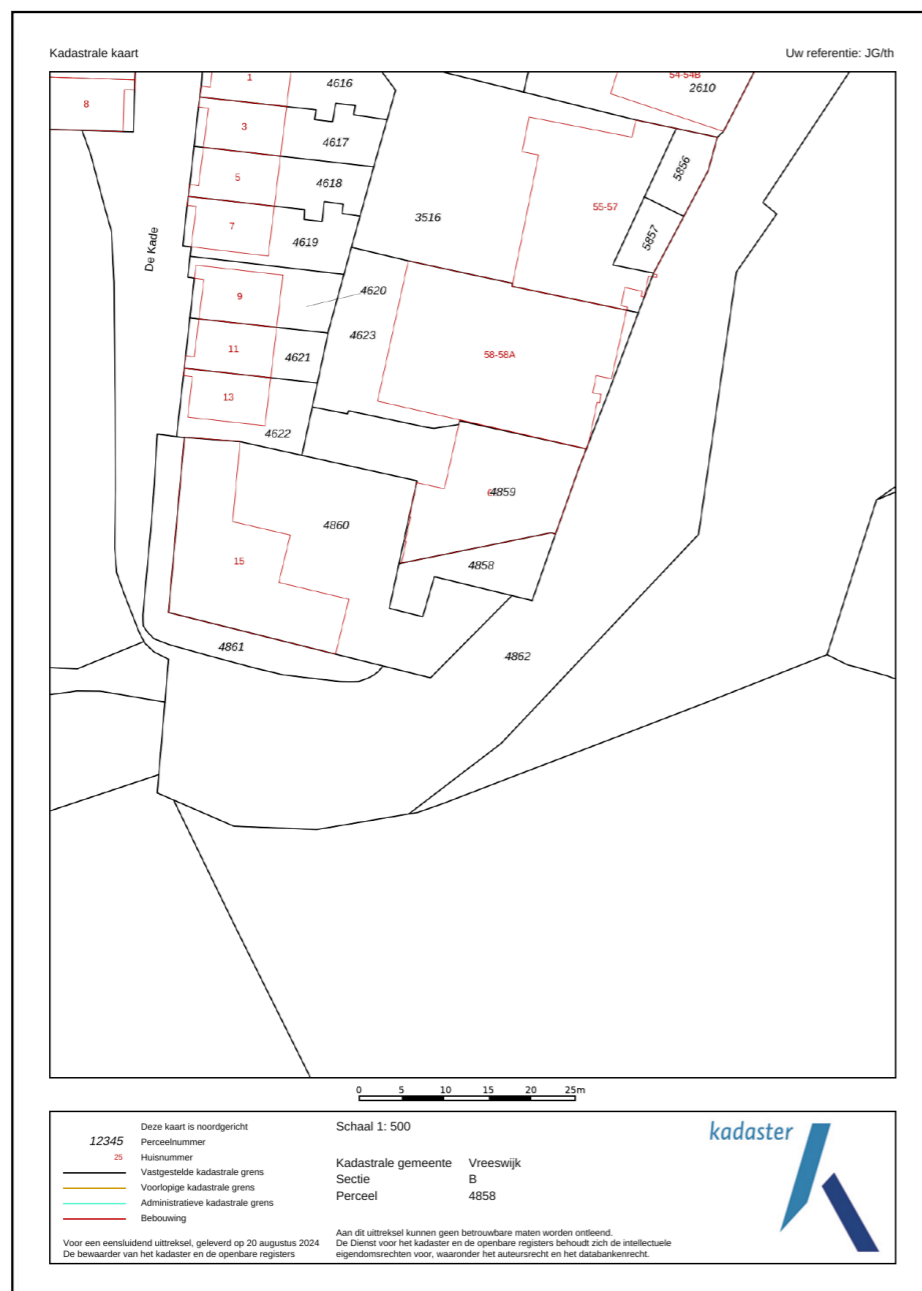 Kadastrale kaart
Uw referentie: JG/th
8
1
4616
54-54B
2610
3
4617
5
4618
5856
De Kade
7
4619
3516
55-57
5857
9
4620
4623
11
4621
58-58A
13
4622
4859
4860
15
4858
4861
4862
0 5 10 15 20 25m
Deze kaart is noordgericht
12345 Perceelnummer
25 Huisnummer
Vastgestelde kadastrale grens
Voorlopige kadastrale grens
Administratieve kadastrale grens
Bebouwing
Voor een eensluidend uittreksel, geleverd op 20 augustus 2024
De bewaarder van het kadaster en de openbare registers
Schaal 1: 500
Kadastrale gemeente Vreeswijk
Sectie B
Perceel 4858
Aan dit uittreksel kunnen geen betrouwbare maten worden ontleend.
De Dienst voor het kadaster en de openbare registers behoudt zich de intellectuele
eigendomsrechten voor, waaronder het auteursrecht en het databankenrecht.
kadaster